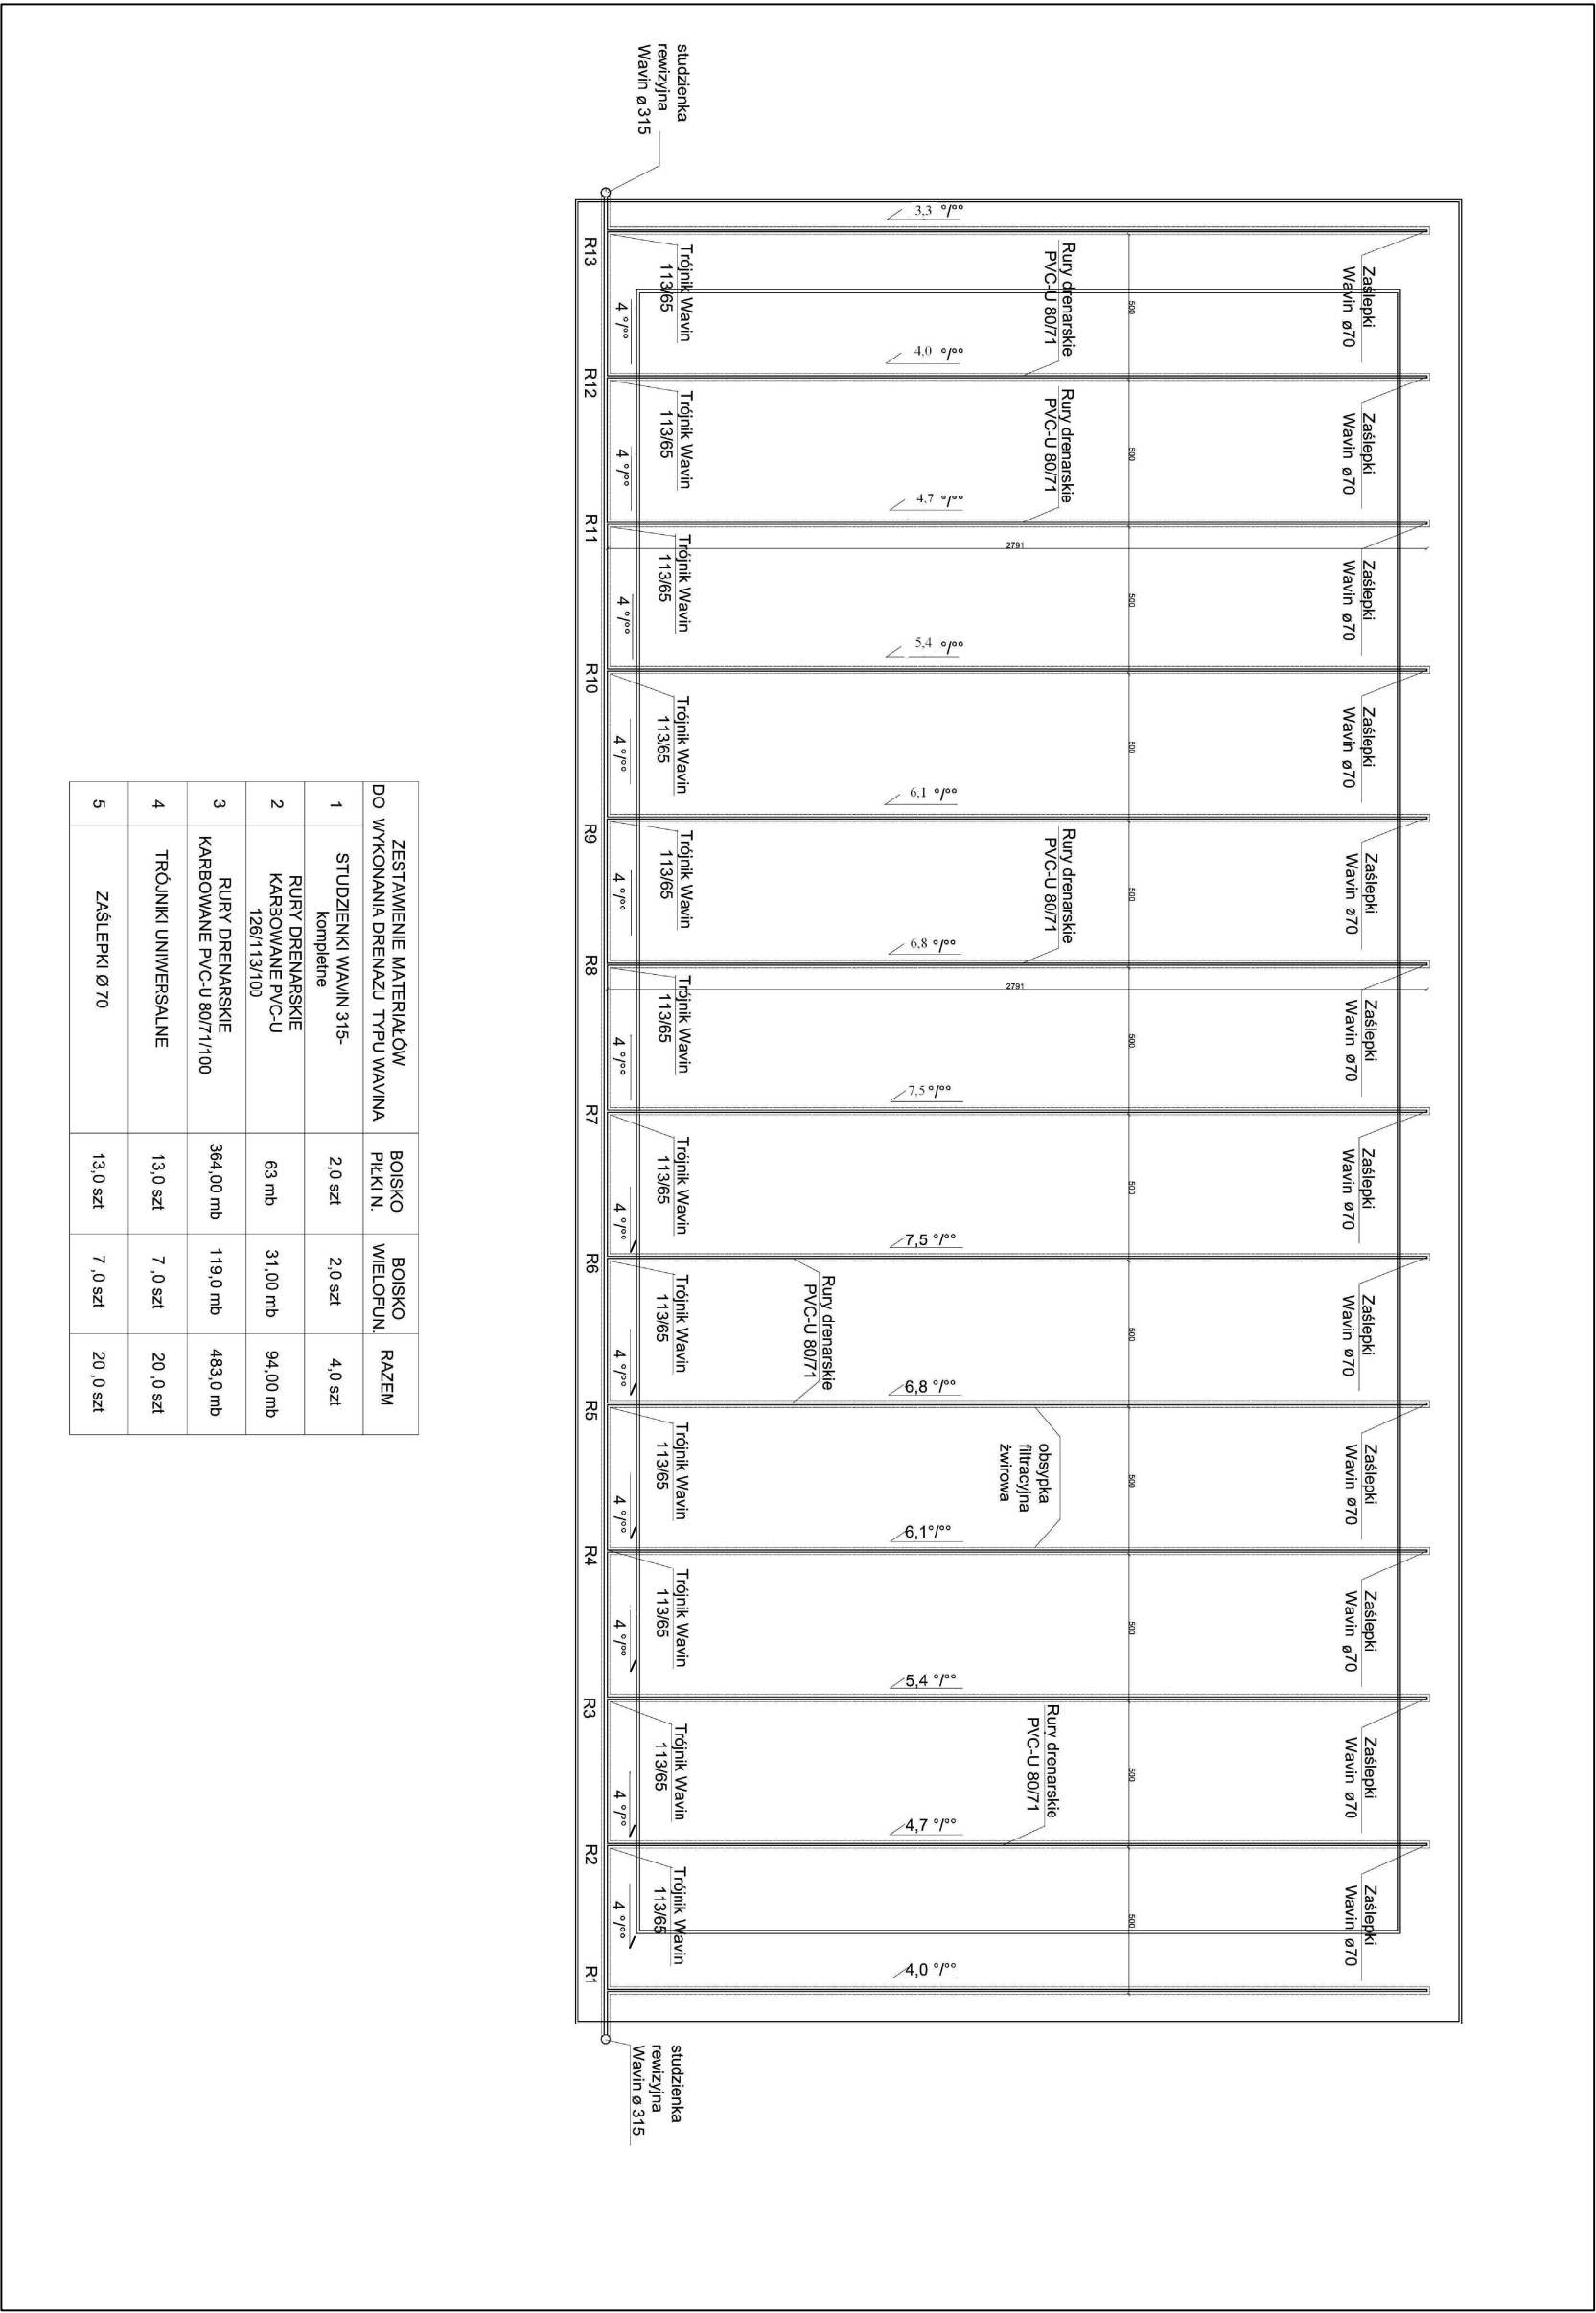 Zaślepki
Wavin ø70
Zaślepki
Wavin ø70
Zaślepki
Wavin ø70
Zaślepki
Wavin ø70
Zaślepki
Wavin ø70
Zaślepki
Wavin ø70
Zaślepki
Wavin ø70
Zaślepki
Wavin ø70
Zaślepki
Wavin ø70
Zaślepki
Wavin ø70
Zaślepki
Wavin ø70
Zaślepki
Wavin ø70
500
500
500
500
500
500
500
500
500
500
500
500
Rury drenarskie
PVC-U 80/71
Rury drenarskie
PVC-U 80/71
Rury drenarskie
PVC-U 80/71
obsypka
filtracyjna
żwirowa
Rury drenarskie
PVC-U 80/71
2791
2791
3,3 °/°°
4,0 °/°°
4,7 °/°°
5,4 °/°°
6,1 °/°°
6,8 °/°°
7,5 °/°°
7,5 °/°°
6,8 °/°°
6,1°/°°
5,4 °/°°
4,7 °/°°
4,0 °/°°
Rury drenarskie
PVC-U 80/71
studzienka
rewizyjna
Wavin ø 315
Trójnik Wavin
113/65
Trójnik Wavin
113/65
Trójnik Wavin
113/65
Trójnik Wavin
113/65
Trójnik Wavin
113/65
Trójnik Wavin
113/65
Trójnik Wavin
113/65
Trójnik Wavin
113/65
Trójnik Wavin
113/65
Trójnik Wavin
113/65
Trójnik Wavin
113/65
Trójnik Wavin
113/65
studzienka
rewizyjna
Wavin ø 315
4 °/°°
4 °/°°
4 °/°°
4 °/°°
4 °/°°
4 °/°°
4 °/°°
4 °/°°
4 °/°°
4 °/°°
4 °/°°
4 °/°°
R13
R12
R11
R10
R9
R8
R7
R6
R5
R4
R3
R2
R1
ZESTAWIENIE MATERIAŁÓW
DO WYKONANIA DRENAZU TYPU WAVINA
BOISKO
PIŁKI N.
BOISKO
WIELOFUN.
RAZEM
1
STUDZIENKI WAVIN 315-
kompletne
2,0 szt
2,0 szt
4,0 szt
2
RURY DRENARSKIE
KARBOWANE PVC-U
126/113/100
63 mb
31,00 mb
94,00 mb
3
RURY DRENARSKIE
KARBOWANE PVC-U 80/71/100
364,00 mb
119,0 mb
483,0 mb
4
TRÓJNIKI UNIWERSALNE
13,0 szt
7 ,0 szt
20 ,0 szt
5
ZAŚLEPKI Ø 70
13,0 szt
7 ,0 szt
20 ,0 szt